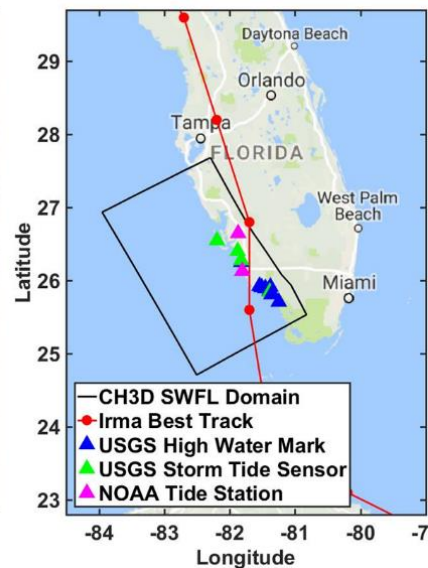 Daytona Beach
29
Orlando
28
Tampa
FLORIDA
27
West Palm
Beach
26
Miami
25
Latitude
24
23
CH3D SWFL Domain
Irma Best Track
USGS High Water Mark
USGS Storm Tide Sensor
NOAA Tide Station
-84 -83 -82 -81 -80 -7
Longitude